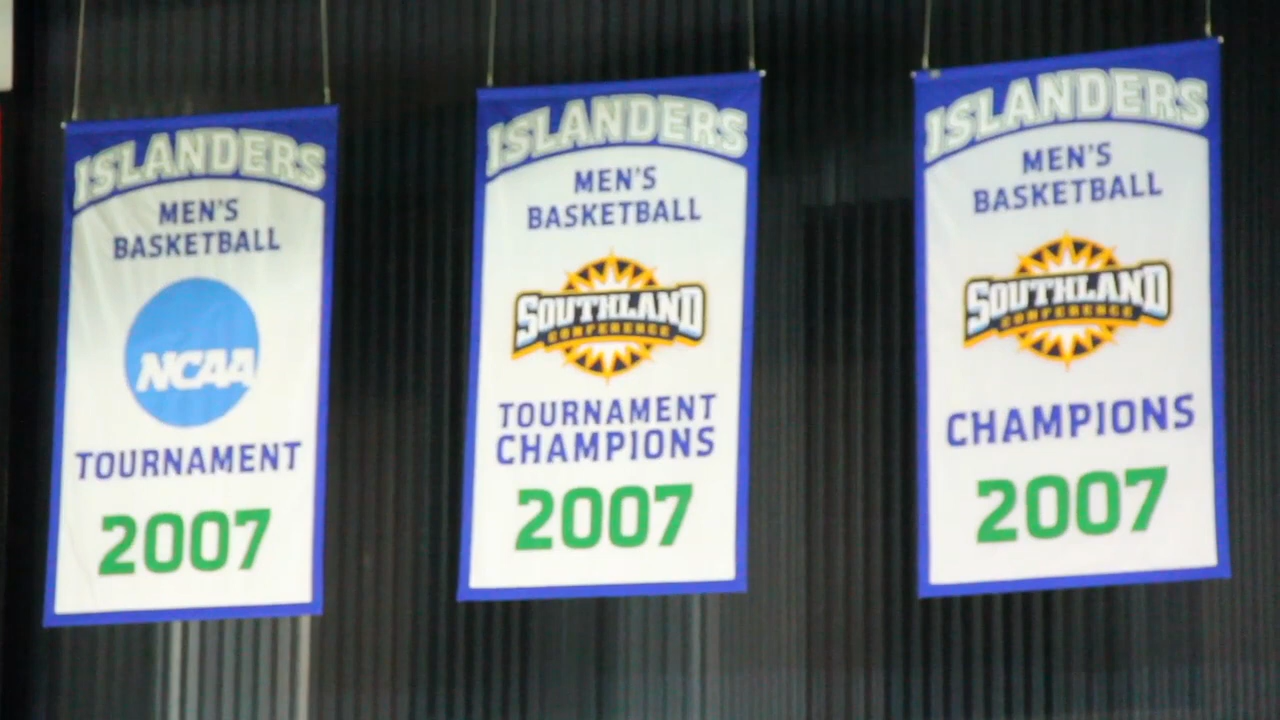 ISLANDERS
MEN'S
BASKETBALL
NCAA
TOURNAMENT
2007
ISLANDERS
MEN'S
BASKETBALL
SOUTHLAND
CONFERENCE
TOURNAMENT
CHAMPIONS
2007
ISLANDERS
MEN'S
BASKETBALL
SOUTHLAND
CONFERENCE
CHAMPIONS
2007